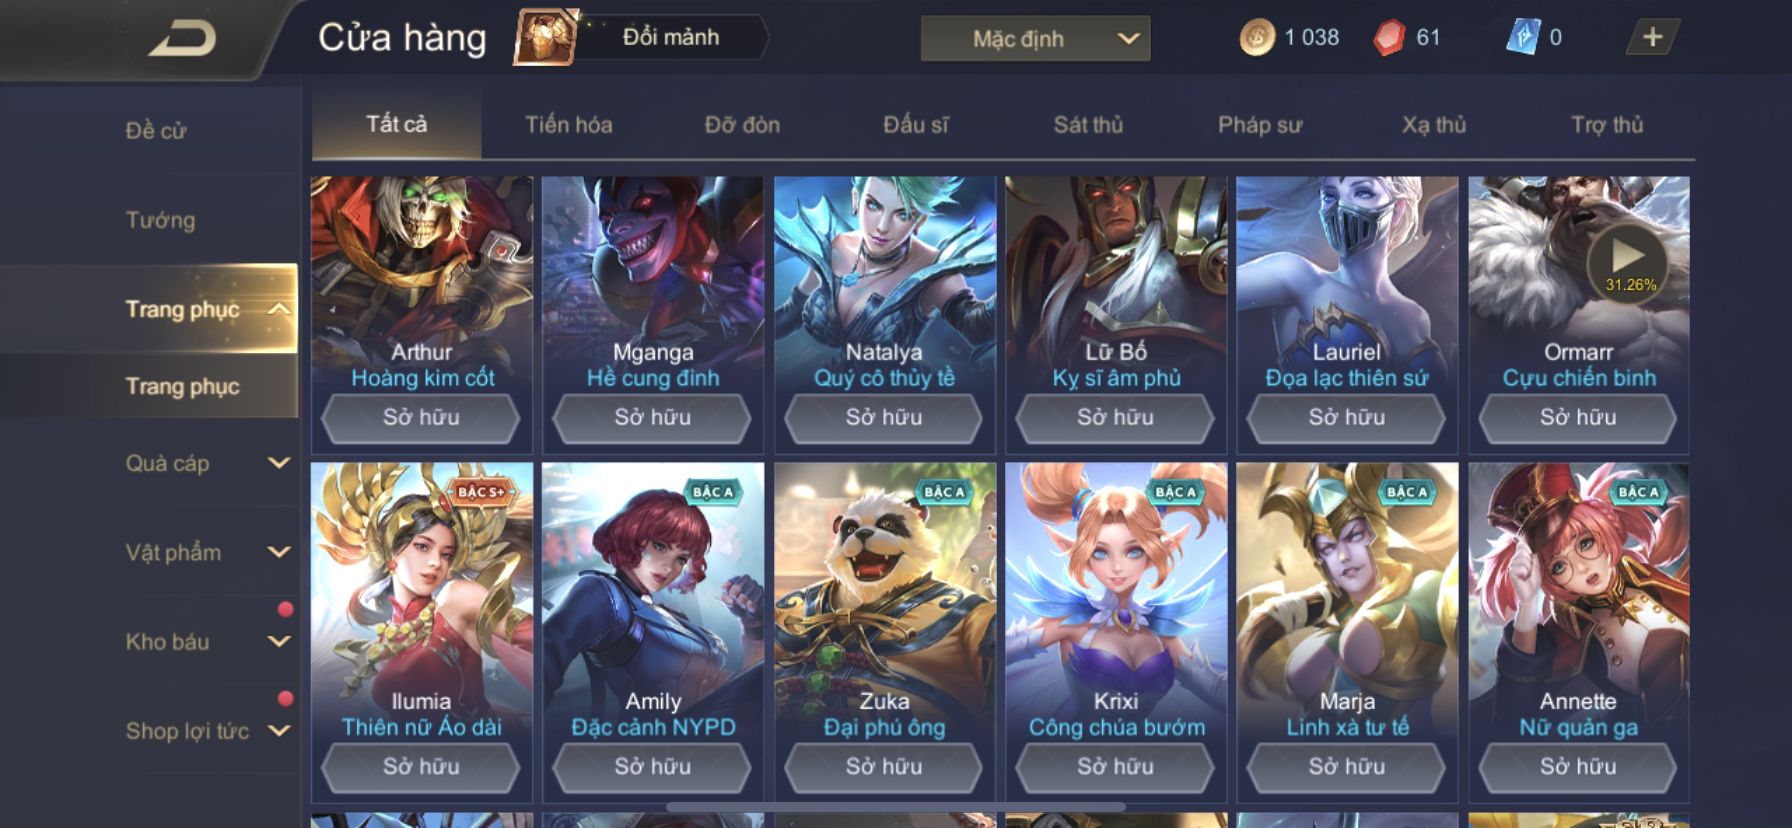 Cửa hàng
Đổi mảnh
Mặc định
1 038
61
0
Đề cử
Tướng
Trang phục
Trang phục
Quà cáp
Vật phẩm
Kho báu
Shop lợi tức
Tất cả
Tiến hóa
Đỡ đòn
Đấu sĩ
Sát thủ
Pháp sư
Xạ thủ
Trợ thủ
Arthur
Hoàng kim cốt
Sở hữu
Mganga
Hề cung đình
Sở hữu
Natalya
Quý cô thủy tề
Sở hữu
Lữ Bố
Kỵ sĩ âm phủ
Sở hữu
Lauriel
Đọa lạc thiên sứ
Sở hữu
31.26%
Ormarr
Cựu chiến binh
Sở hữu
BẬC S+
Ilumia
Thiên nữ Áo dài
Sở hữu
BẬC A
Amily
Đặc cảnh NYPD
Sở hữu
BẬC A
Zuka
Đại phú ông
Sở hữu
BẬC A
Krixi
Công chúa bướm
Sở hữu
BẬC A
Marja
Linh xà tư tế
Sở hữu
BẬC A
Annette
Nữ quản ga
Sở hữu